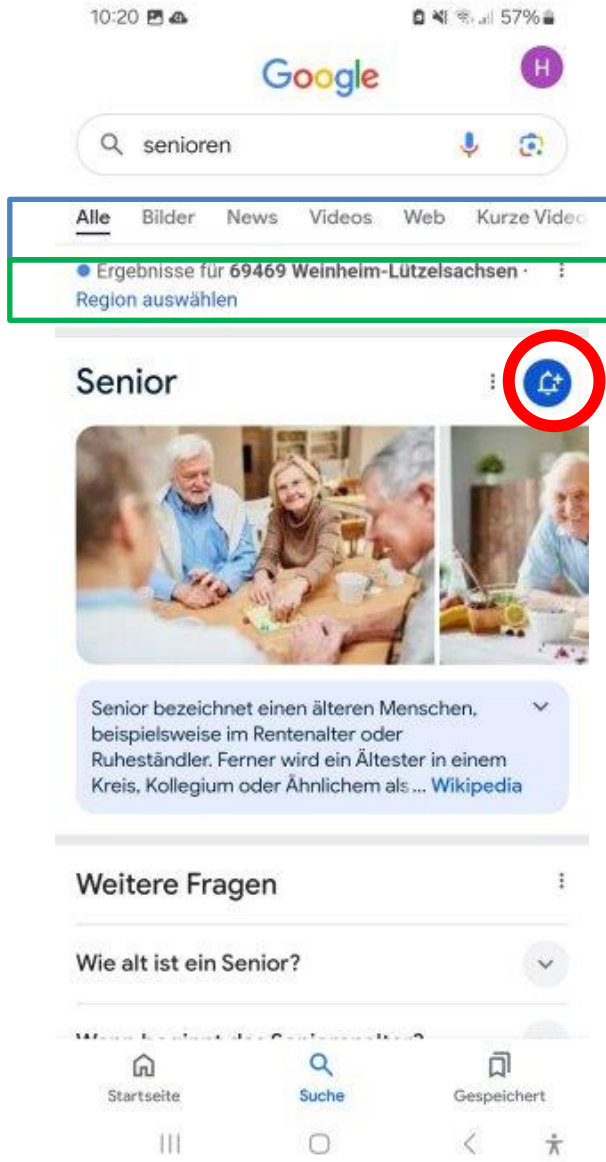 10:20
57%
Google
H
senioren
Alle Bilder News Videos Web Kurze Videc
Ergebnisse für 69469 Weinheim-Lützelsachsen ·
Region auswählen
Senior
Senior bezeichnet einen älteren Menschen,
beispielsweise im Rentenalter oder
Ruheständler. Ferner wird ein Ältester in einem
Kreis, Kollegium oder Ähnlichem als ... Wikipedia
Weitere Fragen
Wie alt ist ein Senior?
Startseite Suche Gespeichert